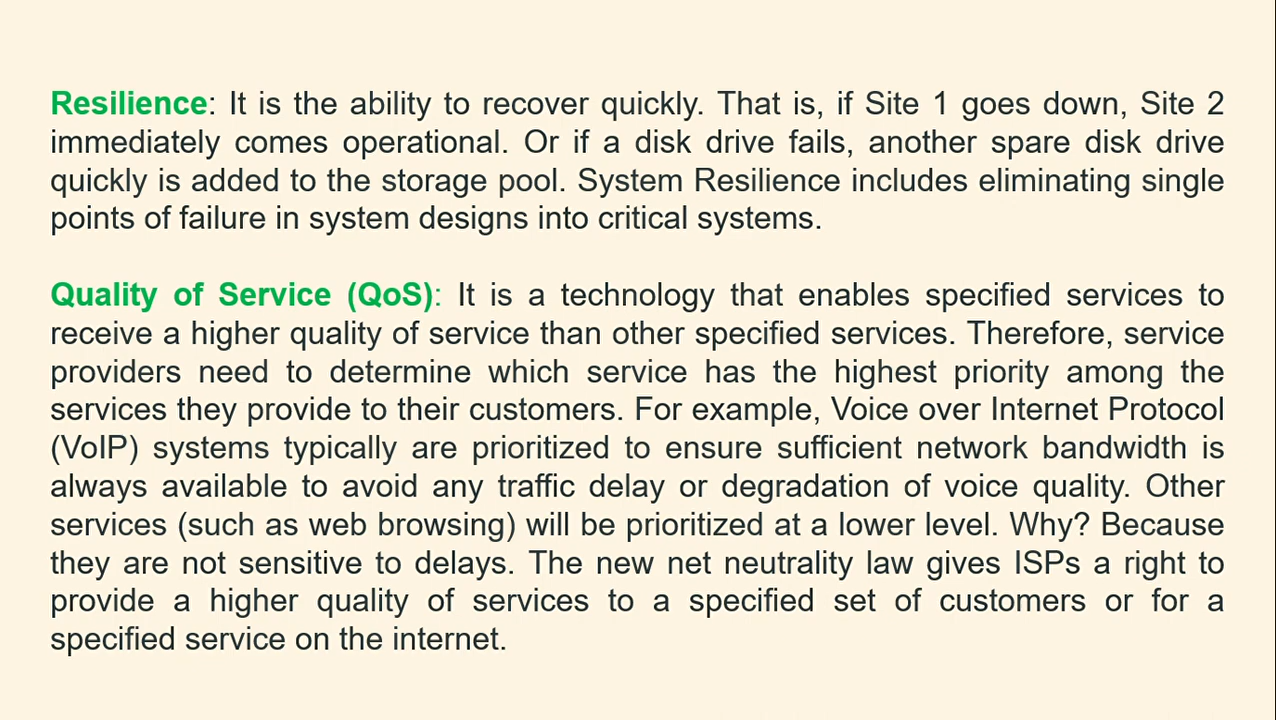 Resilience: It is the ability to recover quickly. That is, if Site 1 goes down, Site 2
immediately comes operational. Or if a disk drive fails, another spare disk drive
quickly is added to the storage pool. System Resilience includes eliminating single
points of failure in system designs into critical systems.
Quality of Service (QoS): It is a technology that enables specified services to
receive a higher quality of service than other specified services. Therefore, service
providers need to determine which service has the highest priority among the
services they provide to their customers. For example, Voice over Internet Protocol
(VoIP) systems typically are prioritized to ensure sufficient network bandwidth is
always available to avoid any traffic delay or degradation of voice quality. Other
services (such as web browsing) will be prioritized at a lower level. Why? Because
they are not sensitive to delays. The new net neutrality law gives ISPs a right to
provide a higher quality of services to a specified set of customers or for a
specified service on the internet.